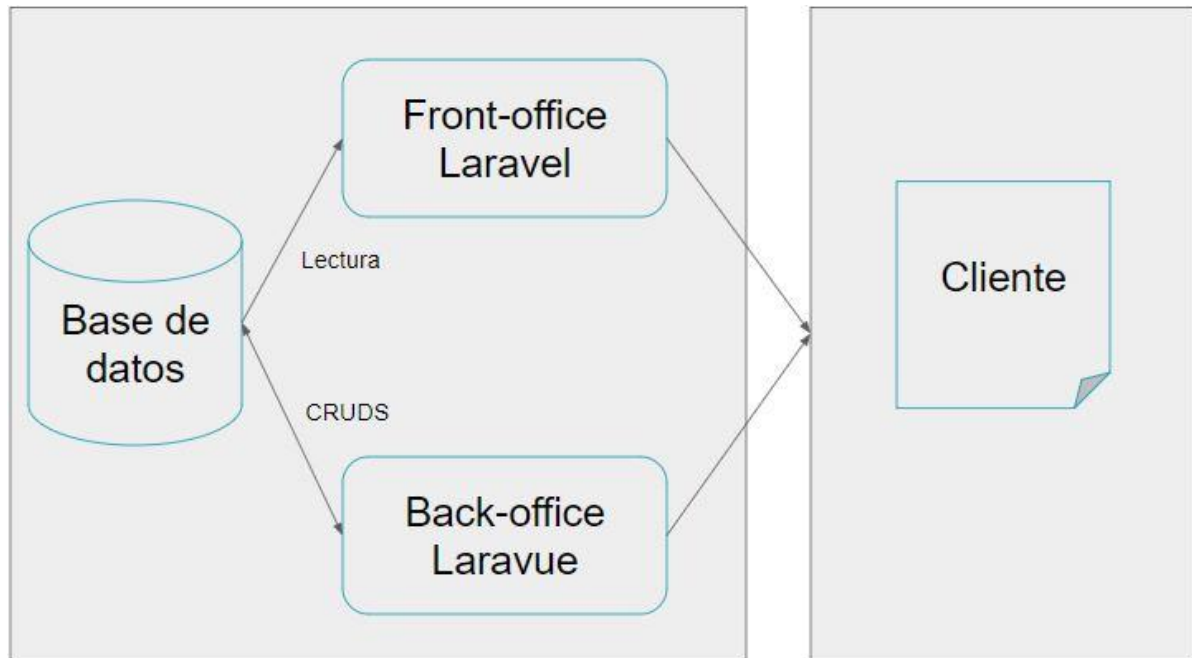 Front-office
Laravel
Lectura
Base de
datos
CRUDS
Back-office
Laravue
Cliente